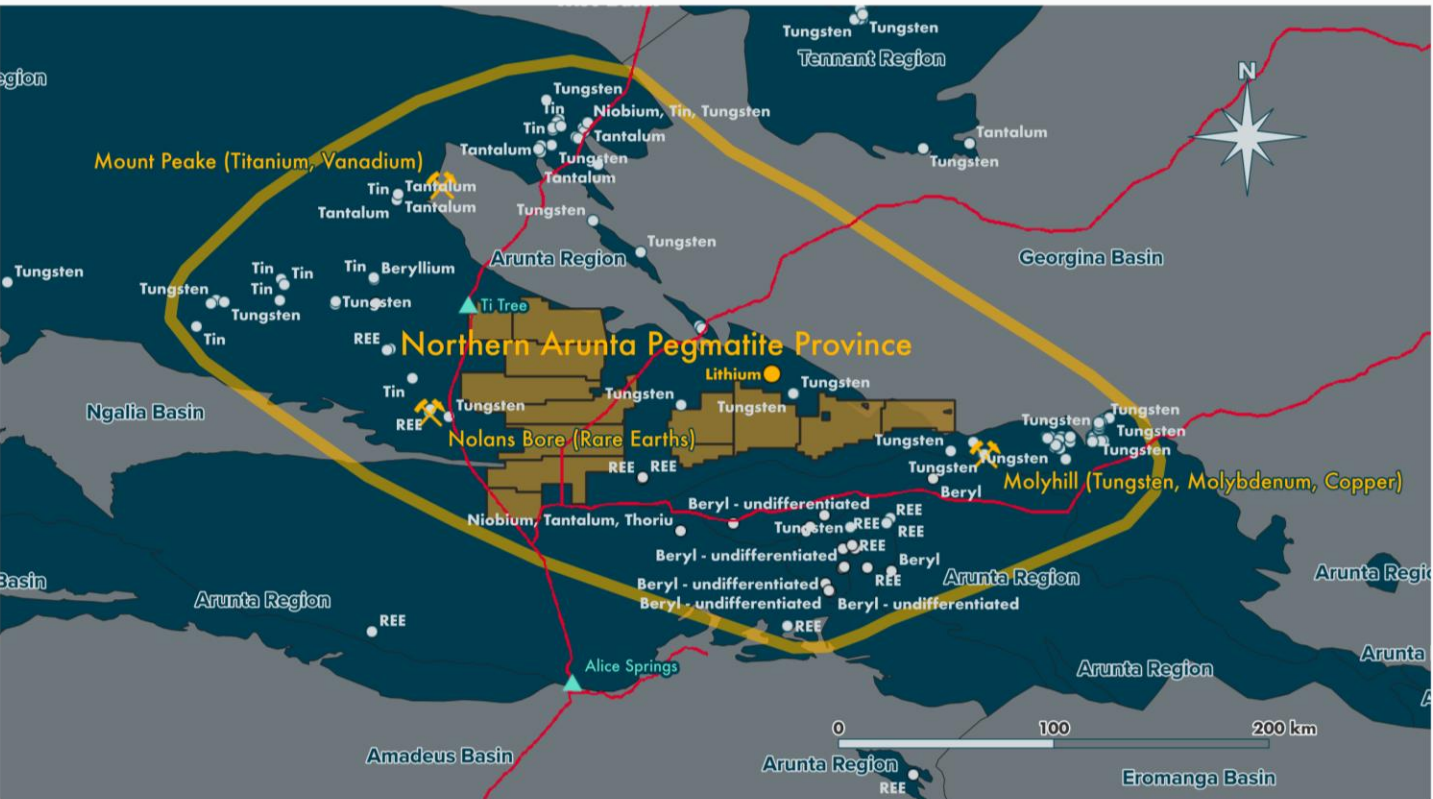 Tungsten
Tungsten
Tennant Region
egion
N
Tungsten
Tin
Niobium, Tin, Tungsten
Tin
Tantalum
Tantalum
Tungsten
Tantalum
Tantalum
Tungsten
Mount Peake (Titanium, Vanadium)
Tin
Tantalum
Tantalum
Tantalum
Tungsten
Tungsten
Arunta Region
Georgina Basin
Tungsten
Tin
Tin
Tin
Beryllium
Tungsten
Tin
Tungsten
Tungsten
Ti Tree
Tin
REE
Northern Arunta Pegmatite Province
Lithium
Tungsten
Tin
Tungsten
Tungsten
Ngalia Basin
Tungsten
REE
Nolans Bore (Rare Earths)
Tungsten
Tungsten
Tungsten
Tungsten
Tungsten
Tungsten
Tungsten
REE
REE
Beryl
Molyhill (Tungsten, Molybdenum, Copper)
Beryl - undifferentiated
REE
Niobium, Tantalum, Thoriu
Tungsten
REE
REE
REE
Beryl - undifferentiated
Beryl
REE
Arunta Region
Arunta Regio
Basin
Beryl - undifferentiated
Arunta Region
Beryl - undifferentiated
Beryl - undifferentiated
REE
REE
Arunta
Alice Springs
Arunta Region
0
100
200 km
Amadeus Basin
Arunta Region
Eromanga Basin
REE